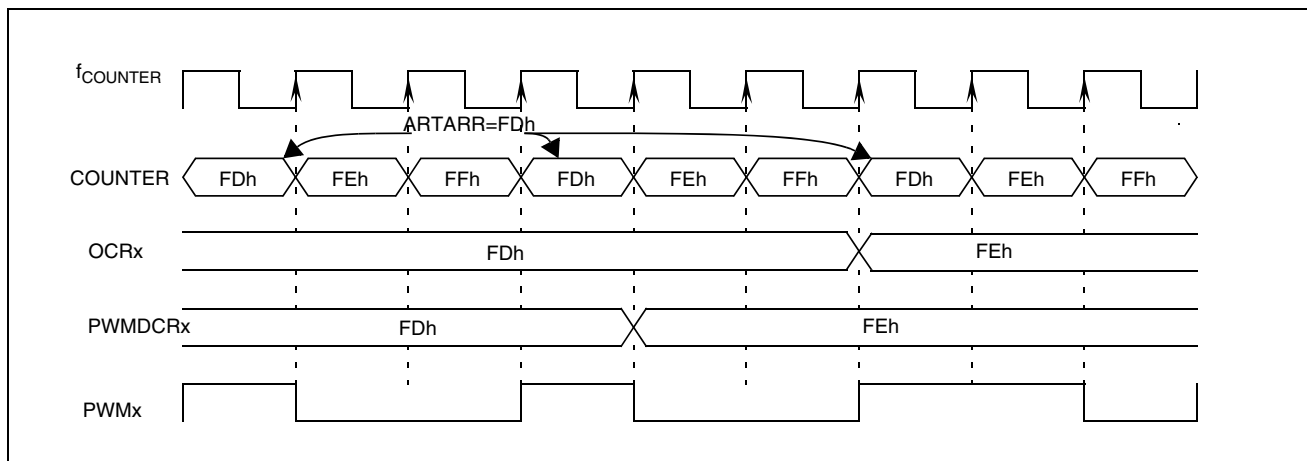 fCOUNTER
ARTARR=FDh
COUNTER FDh FEh FFh FDh FEh FFh FDh FEh FFh
OCRx FDh FEh
PWMDCRx FDh FEh
PWMx